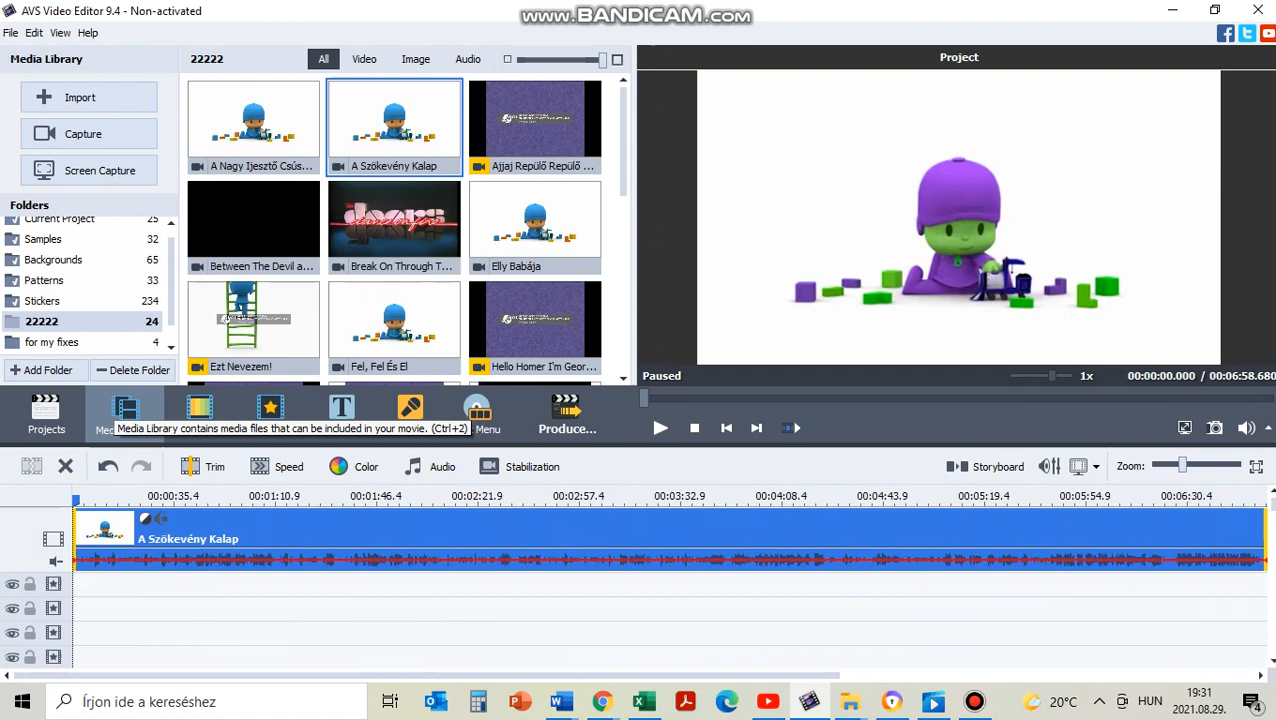 AVS Video Editor 9.4 - Non-activated
www.BANDICAM.com
File Edit View Help
Media Library
22222
All Video Image Audio
Project
Import
Capture
Screen Capture
A Nagy Ijesztő Csús...
A Szökevény Kalap
Ajjaj Repülő Repülő ...
Folders
Current Project 25
Samples 32
Backgrounds 65
Patterns 33
Stickers 234
22222 24
for my fixes 4
Between The Devil a...
Break On Through T...
Elly Babája
Ezt Nevezem!
Fel, Fel És El
Hello Homer I'm Geor...
Add Folder
Delete Folder
Paused
1x
00:00:00.000 / 00:06:58.680
Projects
Menu
Produce...
Media Library contains media files that can be included in your movie. (Ctrl+2)
Trim
Speed
Color
Audio
Stabilization
Storyboard
Zoom:
00:00:35.4 00:01:10.9 00:01:46.4 00:02:21.9 00:02:57.4 00:03:32.9 00:04:08.4 00:04:43.9 00:05:19.4 00:05:54.9 00:06:30.4
A Szökevény Kalap
Írjon ide a kereséshez
20°C
HUN
19:31
2021.08.29.
4